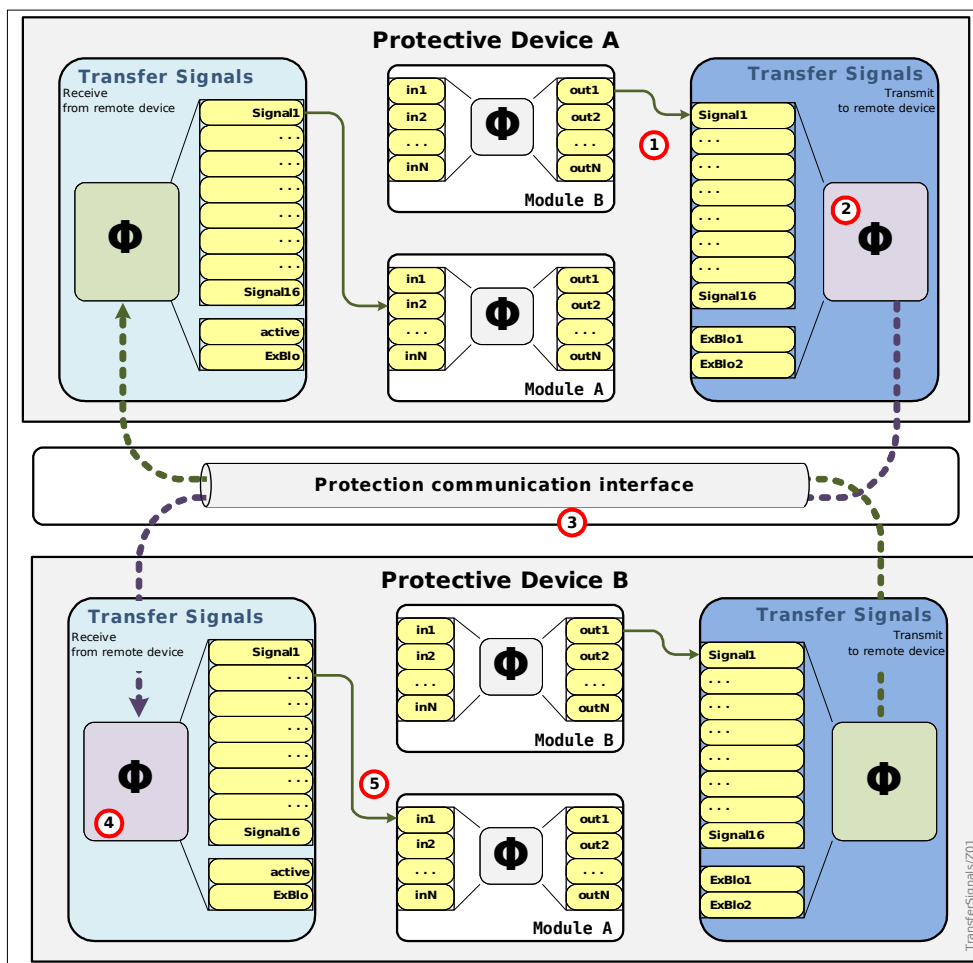 Protective Device A
Transfer Signals
Receive
from remote device
Signal1
...
...
...
...
...
...
Signal16
active
ExBlo
Φ
in1
in2
...
inN
Φ
out1
out2
...
outN
Module B
in1
in2
...
inN
Φ
out1
out2
...
outN
Module A
1
Transfer Signals
Transmit
to remote device
Signal1
...
...
...
...
...
...
Signal16
ExBlo1
ExBlo2
2
Φ
Protection communication interface
3
Protective Device B
Transfer Signals
Receive
from remote device
Signal1
...
...
...
...
...
...
Signal16
active
ExBlo
Φ
4
5
in1
in2
...
inN
Φ
out1
out2
...
outN
Module B
in1
in2
...
inN
Φ
out1
out2
...
outN
Module A
Transfer Signals
Transmit
to remote device
Signal1
...
...
...
...
...
...
Signal16
ExBlo1
ExBlo2
Φ
TransferSignals/Z01